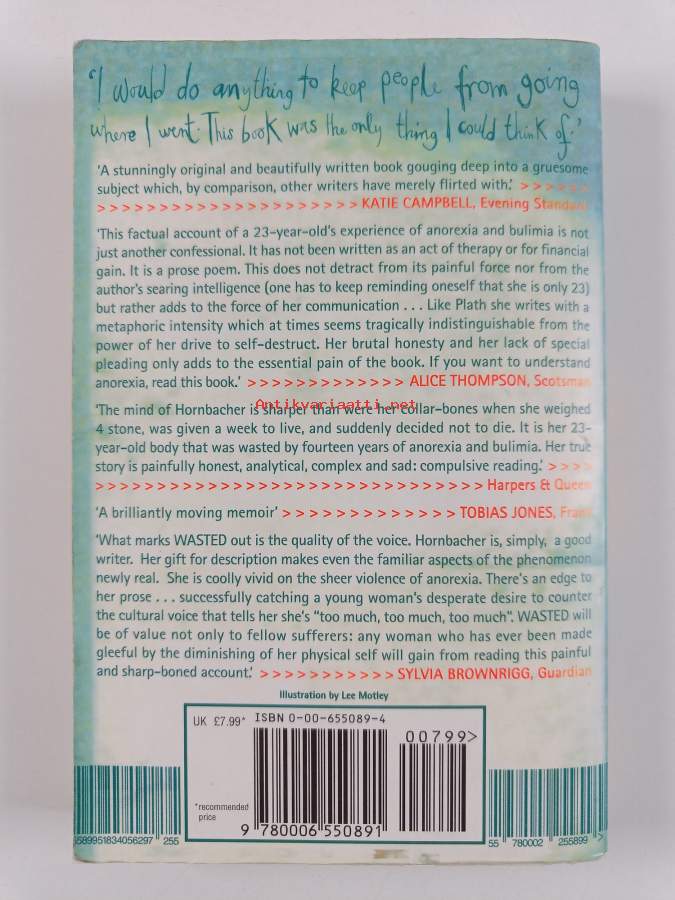 'I would do anything to keep people from going
where I went. This book was the only thing I could think of.'
'A stunningly original and beautifully written book gouging deep into a gruesome
subject which, by comparison, other writers have merely flirted with.' > > > > > >
> > > > > > > > > > > > > > > > > > > > > KATIE CAMPBELL, Evening Standard
'This factual account of a 23-year-old's experience of anorexia and bulimia is not
just another confessional. It has not been written as an act of therapy or for financial
gain. It is a prose poem. This does not detract from its painful force nor from the
author's searing intelligence (one has to keep reminding oneself that she is only 23)
but rather adds to the force of her communication . . . Like Plath she writes with a
metaphoric intensity which at times seems tragically indistinguishable from the
power of her drive to self-destruct. Her brutal honesty and her lack of special
pleading only adds to the essential pain of the book. If you want to understand
anorexia, read this book.' > > > > > > > > > > > > > ALICE THOMPSON, Scotsman
Antikvariaatti.net
'The mind of Hornbacher is sharper than were her collar-bones when she weighed
4 stone, was given a week to live, and suddenly decided not to die. It is her 23-
year-old body that was wasted by fourteen years of anorexia and bulimia. Her true
story is painfully honest, analytical, complex and sad: compulsive reading.' > > > >
> > > > > > > > > > > > > > > > > > > > > > > > > > > > > > > > Harpers & Queen
'A brilliantly moving memoir' > > > > > > > > > > > > > > TOBIAS JONES, Frank
'What marks WASTED out is the quality of the voice. Hornbacher is, simply, a good
writer. Her gift for description makes even the familiar aspects of the phenomenon
newly real. She is coolly vivid on the sheer violence of anorexia. There's an edge to
her prose . . . successfully catching a young woman's desperate desire to counter
the cultural voice that tells her she's "too much, too much, too much". WASTED will
be of value not only to fellow sufferers: any woman who has ever been made
gleeful by the diminishing of her physical self will gain from reading this painful
and sharp-boned account.' > > > > > > > > > > > SYLVIA BROWNRIGG, Guardian
Illustration by Lee Motley
UK £7.99*
ISBN 0-00-655089-4
00799>
*recommended
price
9 780006 550891
5589951834056297 255
55 780002 255899 >